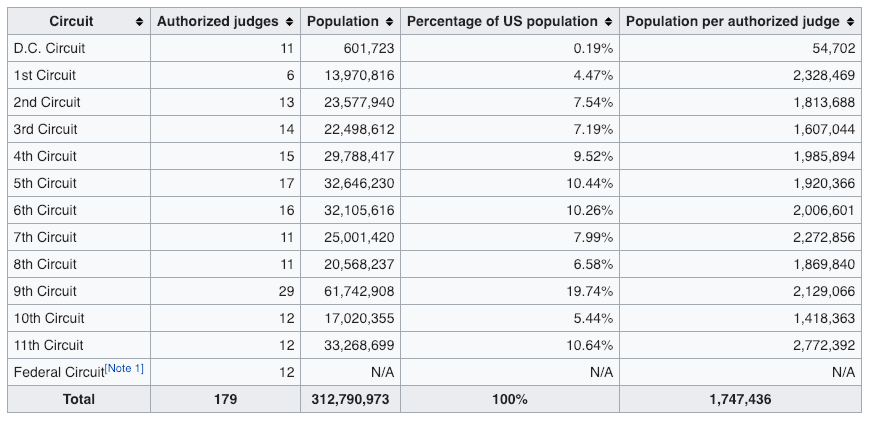 Circuit Authorized judges Population Percentage of US population Population per authorized judge
D.C. Circuit 11 601,723 0.19% 54,702
1st Circuit 6 13,970,816 4.47% 2,328,469
2nd Circuit 13 23,577,940 7.54% 1,813,688
3rd Circuit 14 22,498,612 7.19% 1,607,044
4th Circuit 15 29,788,417 9.52% 1,985,894
5th Circuit 17 32,646,230 10.44% 1,920,366
6th Circuit 16 32,105,616 10.26% 2,006,601
7th Circuit 11 25,001,420 7.99% 2,272,856
8th Circuit 11 20,568,237 6.58% 1,869,840
9th Circuit 29 61,742,908 19.74% 2,129,066
10th Circuit 12 17,020,355 5.44% 1,418,363
11th Circuit 12 33,268,699 10.64% 2,772,392
Federal Circuit[Note 1] 12 N/A N/A N/A
Total 179 312,790,973 100% 1,747,436